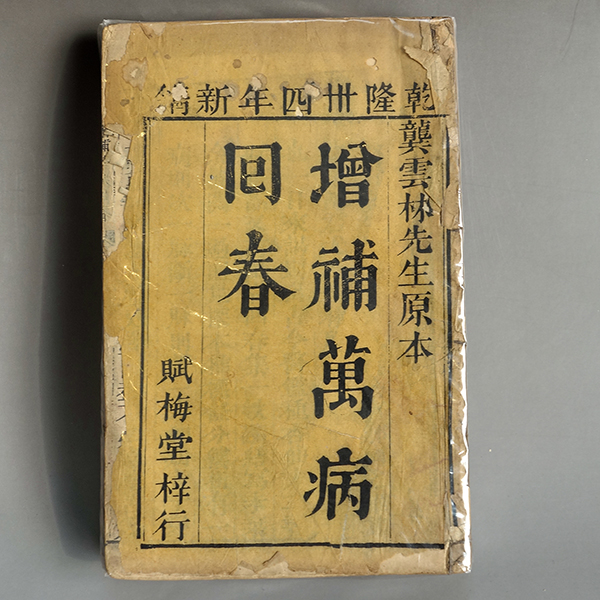 乾隆卅四年新鐫
龔雲林先生原本
增補萬病
回春
賦梅堂梓行